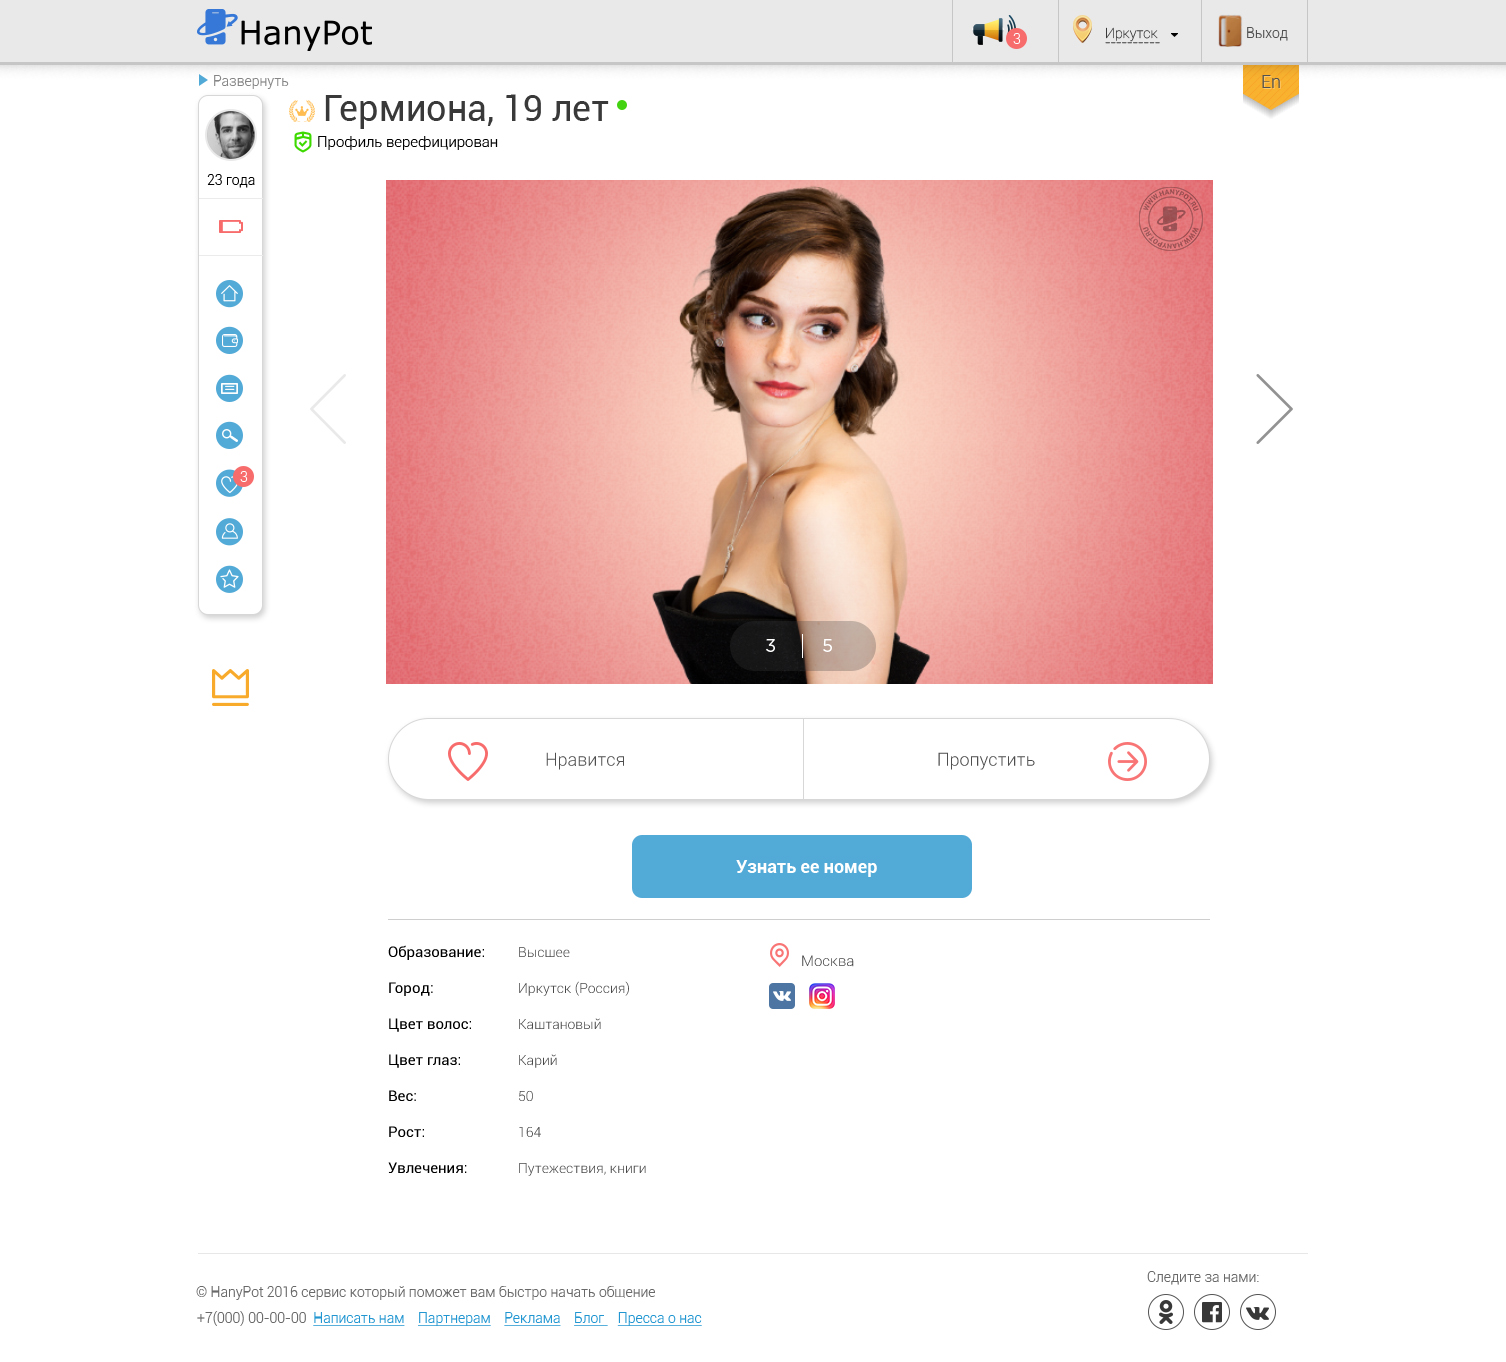 HanyPot
3
Иркутск
Выход
Развернуть
En
Гермиона, 19 лет
Профиль верефицирован
23 года
WWW.HANYPOT.RU
WWW.HANYPOT.RU
3
3 | 5
Нравится
Пропустить
Узнать ее номер
Образование: Высшее
Москва
Город: Иркутск (Россия)
Цвет волос: Каштановый
Цвет глаз: Карий
Вес: 50
Рост: 164
Увлечения: Путежествия, книги
Следите за нами:
© HanyPot 2016 сервис который поможет вам быстро начать общение
+7(000) 00-00-00 Написать нам Партнерам Реклама Блог Пресса о нас